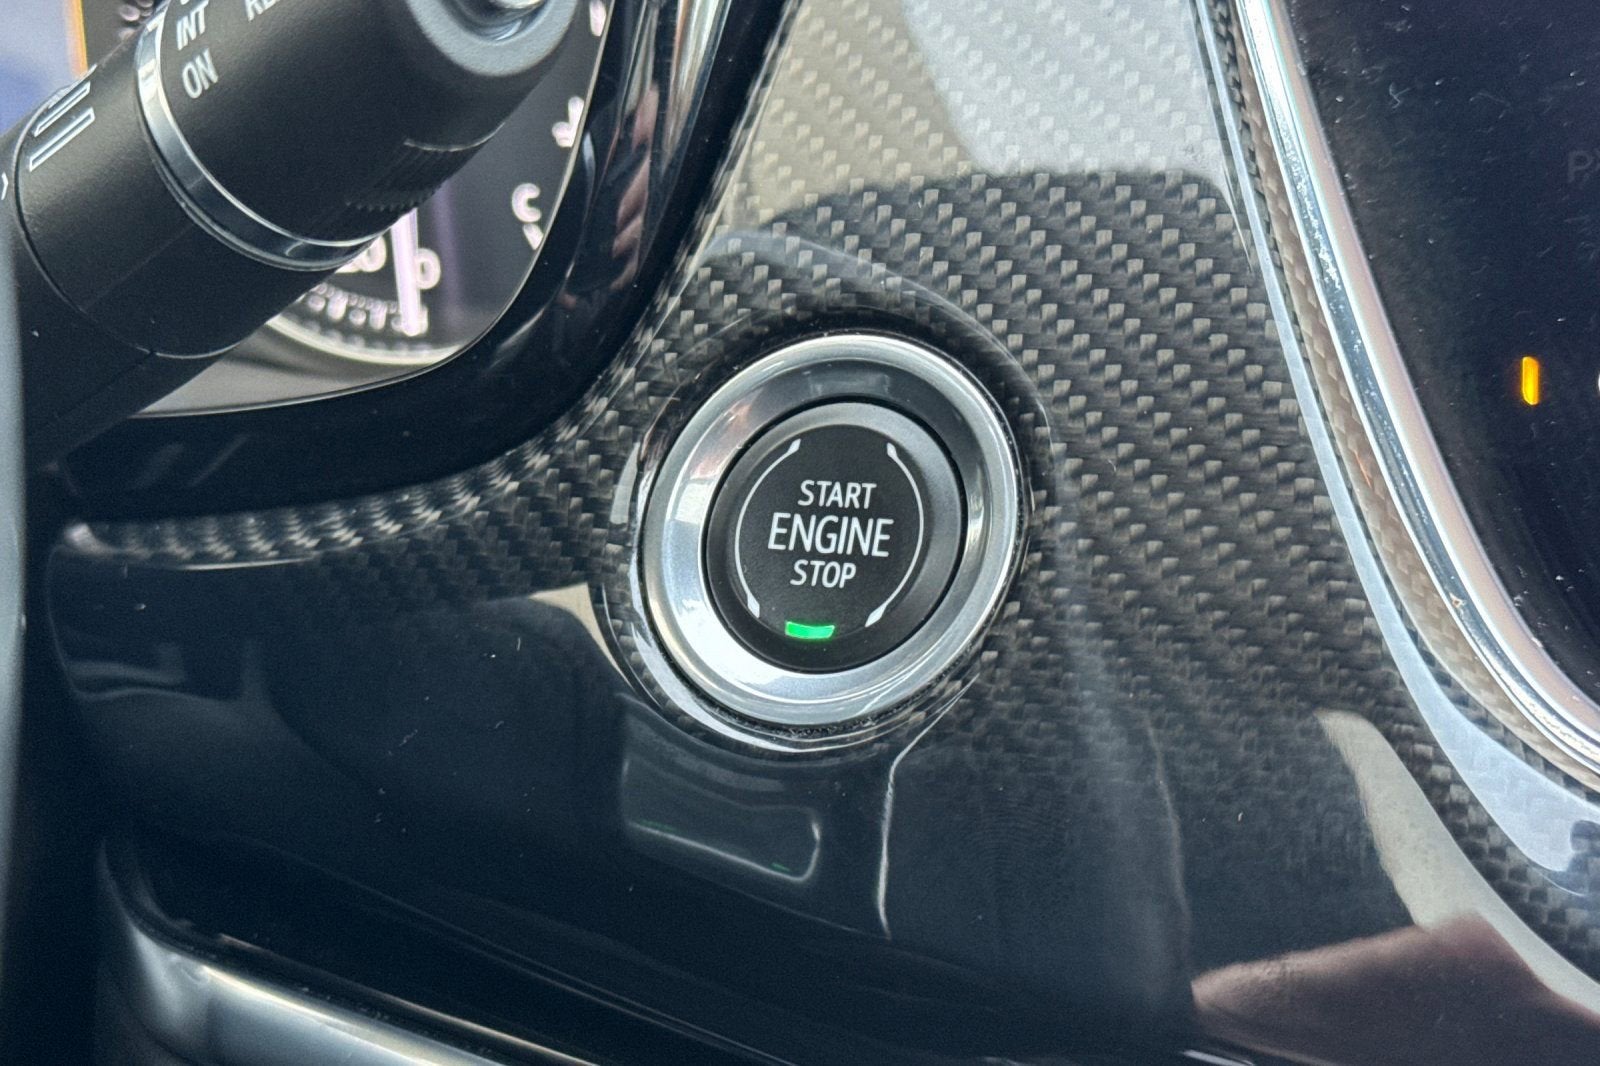 INT
ON
C
START
ENGINE
STOP